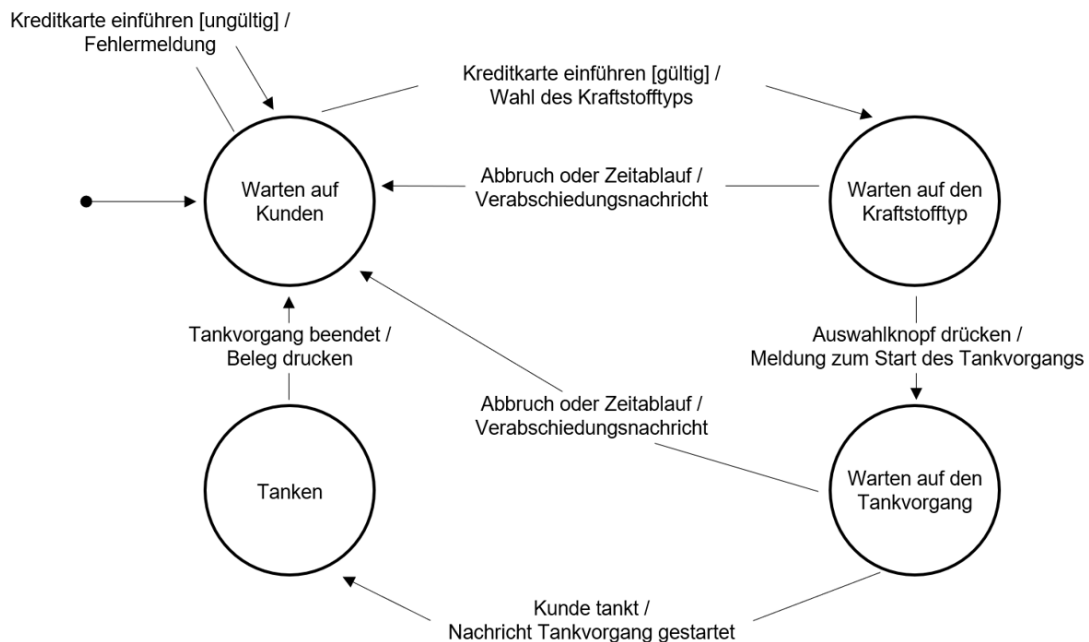 Kreditkarte einführen [ungültig] /
Fehlermeldung
Kreditkarte einführen [gültig] /
Wahl des Kraftstofftyps
Warten auf
Kunden
Abbruch oder Zeitablauf /
Verabschiedungsnachricht
Warten auf den
Kraftstofftyp
Tankvorgang beendet /
Beleg drucken
Auswahlknopf drücken /
Meldung zum Start des Tankvorgangs
Abbruch oder Zeitablauf /
Verabschiedungsnachricht
Tanken
Warten auf den
Tankvorgang
Kunde tankt /
Nachricht Tankvorgang gestartet